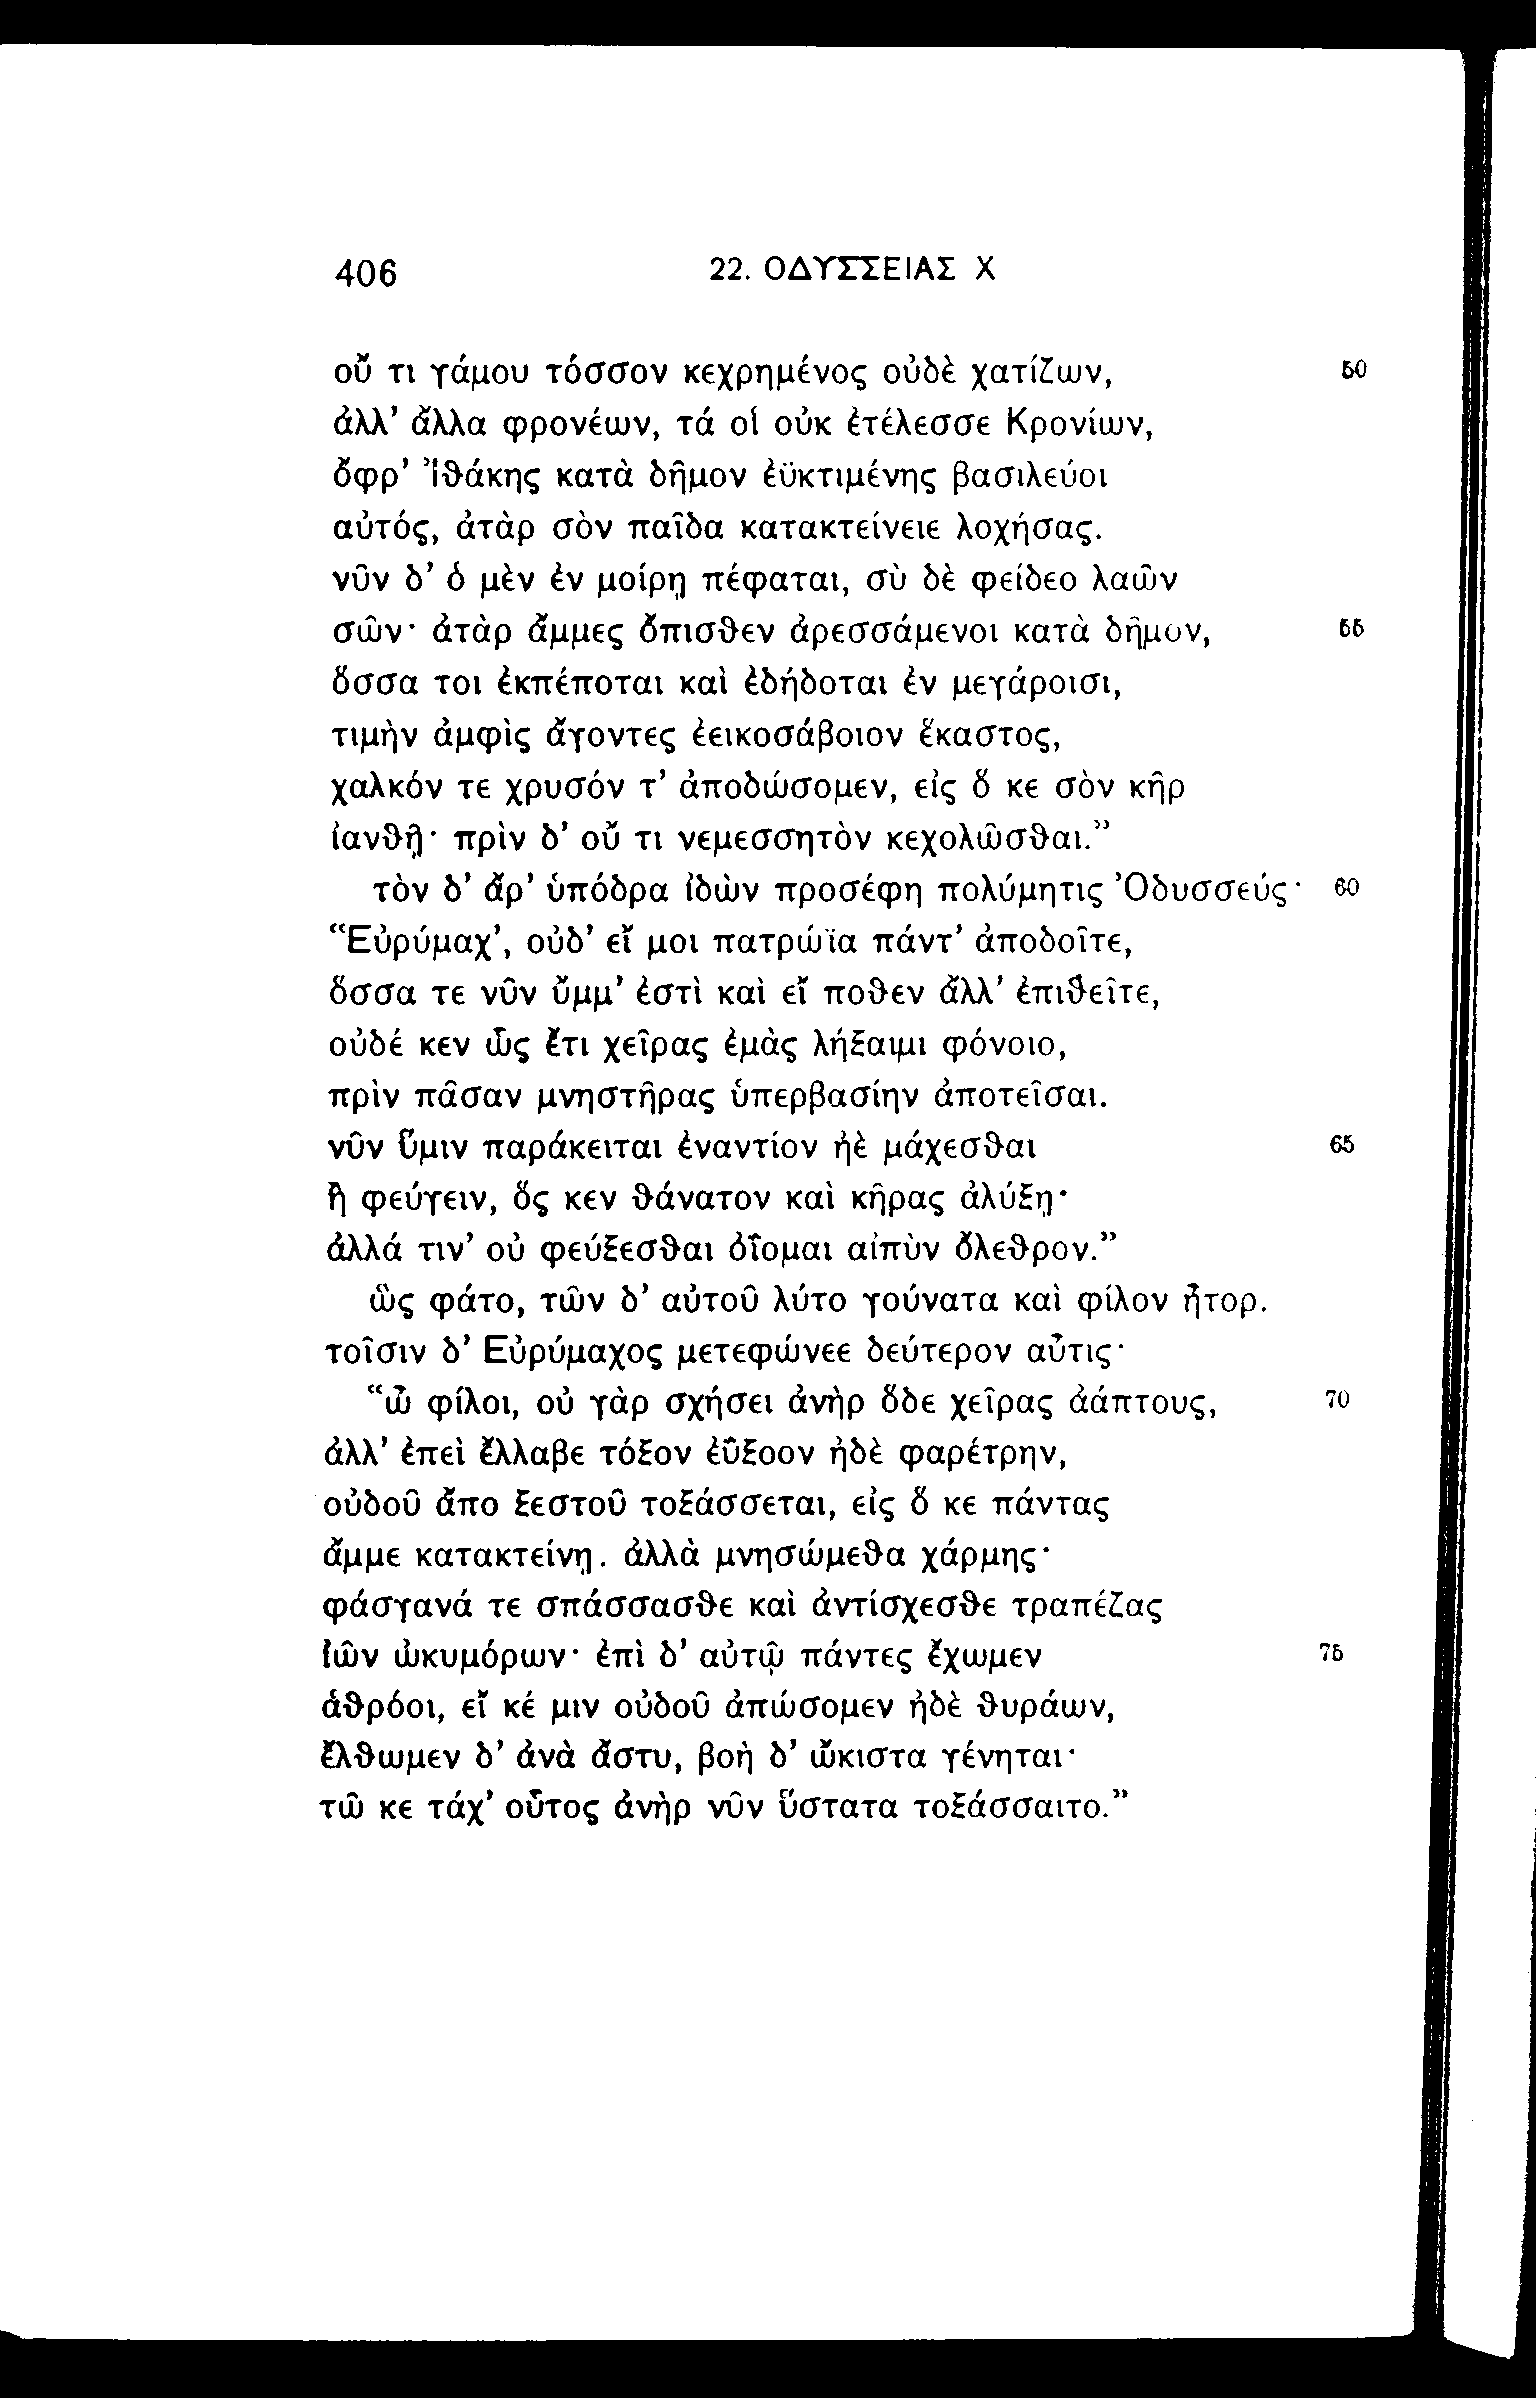 406 22. ΟΔΥΣΣΕΙΑΣ Χ
οὔ τι γάμου τόσσον κεχρημένος οὐδὲ χατίζων, 50
ἀλλ’ ἄλλα φρονέων, τά οἱ οὐκ ἐτέλεσσε Κρονίων,
ὄφρ’ Ἰθάκης κατὰ δῆμον ἐϋκτιμένης βασιλεύοι
αὐτός, ἀτὰρ σὸν παῖδα κατακτείνειε λοχήσας.
νῦν δ’ ὁ μὲν ἐν μοίρῃ πέφαται, σὺ δὲ φείδεο λαῶν
σῶν· ἀτὰρ ἄμμες ὄπισθεν ἀρεσσάμενοι κατὰ δῆμον, 55
ὅσσα τοι ἐκπέποται καὶ ἐδήδοται ἐν μεγάροισι,
τιμὴν ἀμφὶς ἄγοντες ἐεικοσάβοιον ἕκαστος,
χαλκόν τε χρυσόν τ’ ἀποδώσομεν, εἰς ὅ κε σὸν κῆρ
ἰανθῇ· πρὶν δ’ οὔ τι νεμεσσητὸν κεχολῶσθαι.”
τὸν δ’ ἄρ’ ὑπόδρα ἰδὼν προσέφη πολύμητις Ὀδυσσεύς· 60
“Εὐρύμαχ’, οὐδ’ εἴ μοι πατρώϊα πάντ’ ἀποδοῖτε,
ὅσσα τε νῦν ὔμμ’ ἐστὶ καὶ εἴ ποθεν ἄλλ’ ἐπιθεῖτε,
οὐδέ κεν ὧς ἔτι χεῖρας ἐμὰς λήξαιμι φόνοιο,
πρὶν πᾶσαν μνηστῆρας ὑπερβασίην ἀποτεῖσαι.
νῦν ὕμιν παράκειται ἐναντίον ἠὲ μάχεσθαι 65
ἢ φεύγειν, ὅς κεν θάνατον καὶ κῆρας ἀλύξῃ·
ἀλλά τιν’ οὐ φεύξεσθαι ὀΐομαι αἰπὺν ὄλεθρον.”
ὣς φάτο, τῶν δ’ αὐτοῦ λύτο γούνατα καὶ φίλον ἦτορ.
τοῖσιν δ’ Εὐρύμαχος μετεφώνεε δεύτερον αὖτις·
“ὦ φίλοι, οὐ γὰρ σχήσει ἀνὴρ ὅδε χεῖρας ἀάπτους, 70
ἀλλ’ ἐπεὶ ἔλλαβε τόξον ἐΰξοον ἠδὲ φαρέτρην,
οὐδοῦ ἄπο ξεστοῦ τοξάσσεται, εἰς ὅ κε πάντας
ἄμμε κατακτείνῃ. ἀλλὰ μνησώμεθα χάρμης·
φάσγανά τε σπάσσασθε καὶ ἀντίσχεσθε τραπέζας
ἰῶν ὠκυμόρων· ἐπὶ δ’ αὐτῷ πάντες ἔχωμεν 75
ἁθρόοι, εἴ κέ μιν οὐδοῦ ἀπώσομεν ἠδὲ θυράων,
ἔλθωμεν δ’ ἀνὰ ἄστυ, βοὴ δ’ ὤκιστα γένηται·
τῶ κε τάχ’ οὗτος ἀνὴρ νῦν ὕστατα τοξάσσαιτο.”